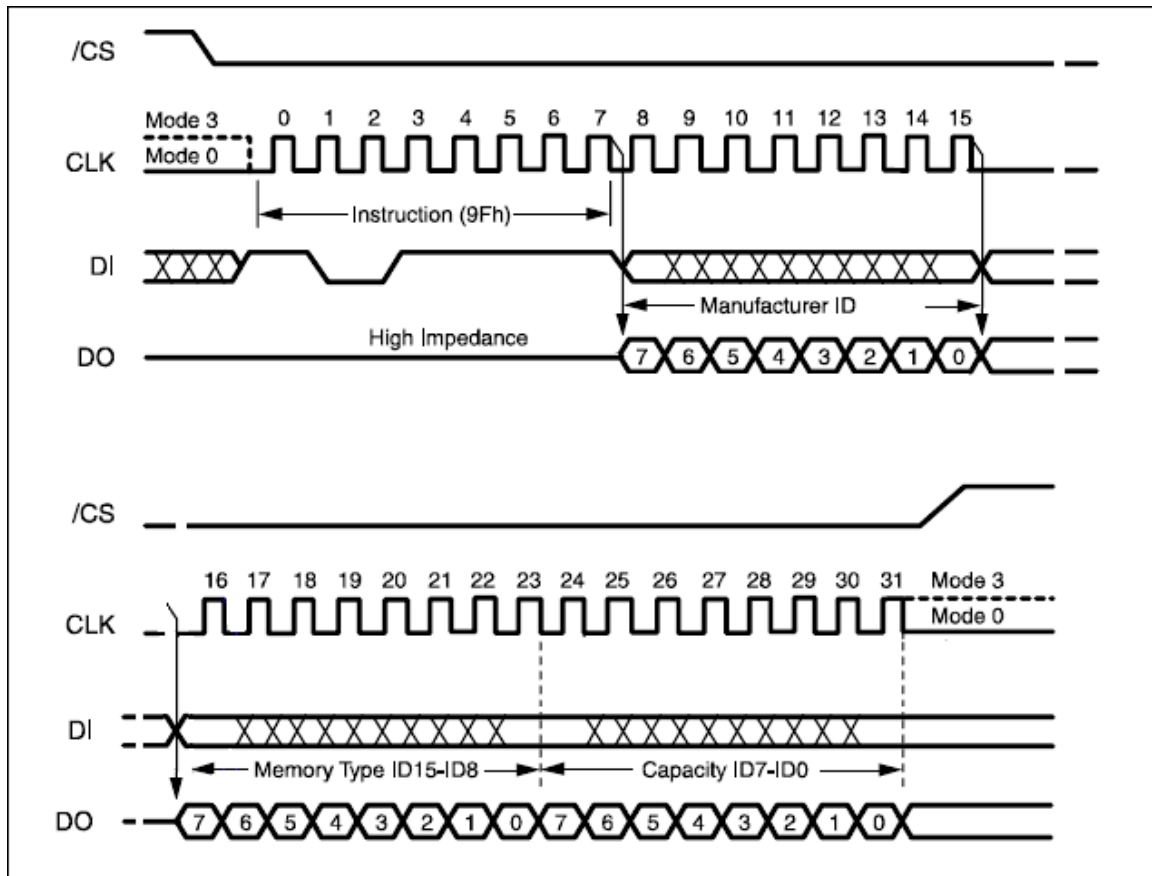 /CS
0 1 2 3 4 5 6 7 8 9 10 11 12 13 14 15
Mode 3
Mode 0
CLK
Instruction (9Fh)
DI
Manufacturer ID
High Impedance
DO
7 6 5 4 3 2 1 0
/CS
16 17 18 19 20 21 22 23 24 25 26 27 28 29 30 31
Mode 3
Mode 0
CLK
DI
Memory Type ID15-ID8 Capacity ID7-ID0
DO
7 6 5 4 3 2 1 0 7 6 5 4 3 2 1 0